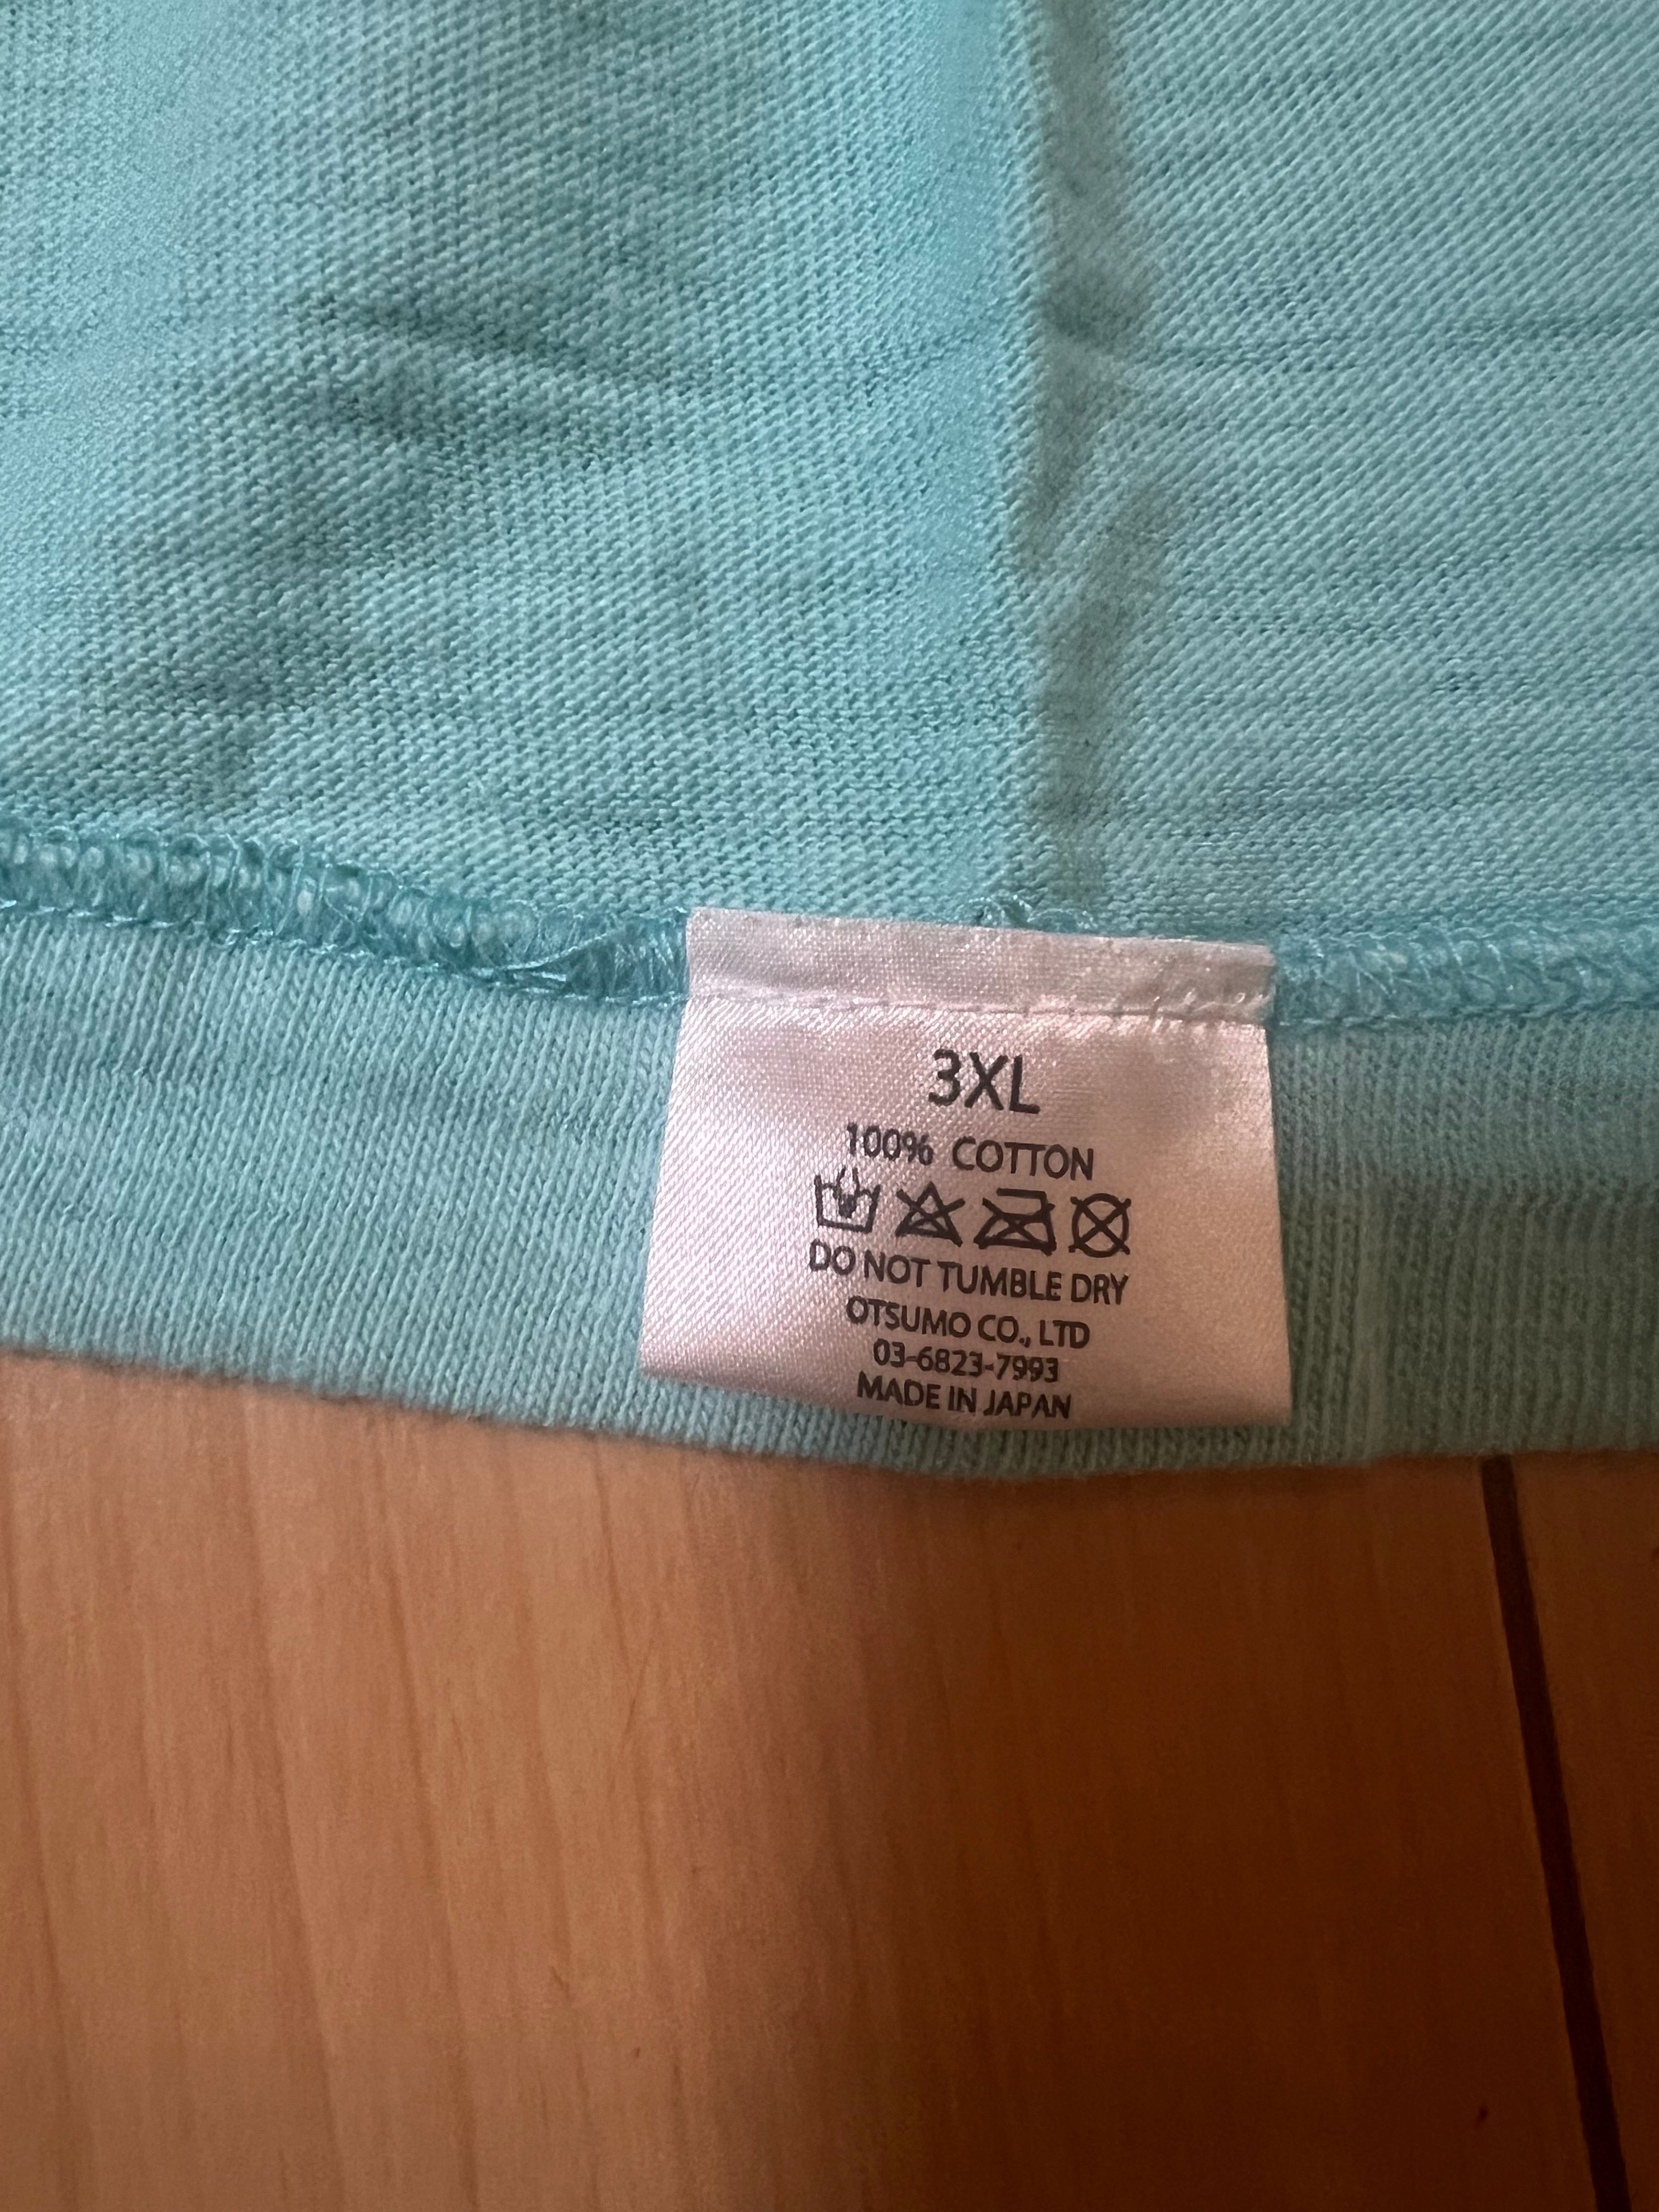 3XL
100% COTTON
DO NOT TUMBLE DRY
OTSUMO CO., LTD
03-6823-7993
MADE IN JAPAN